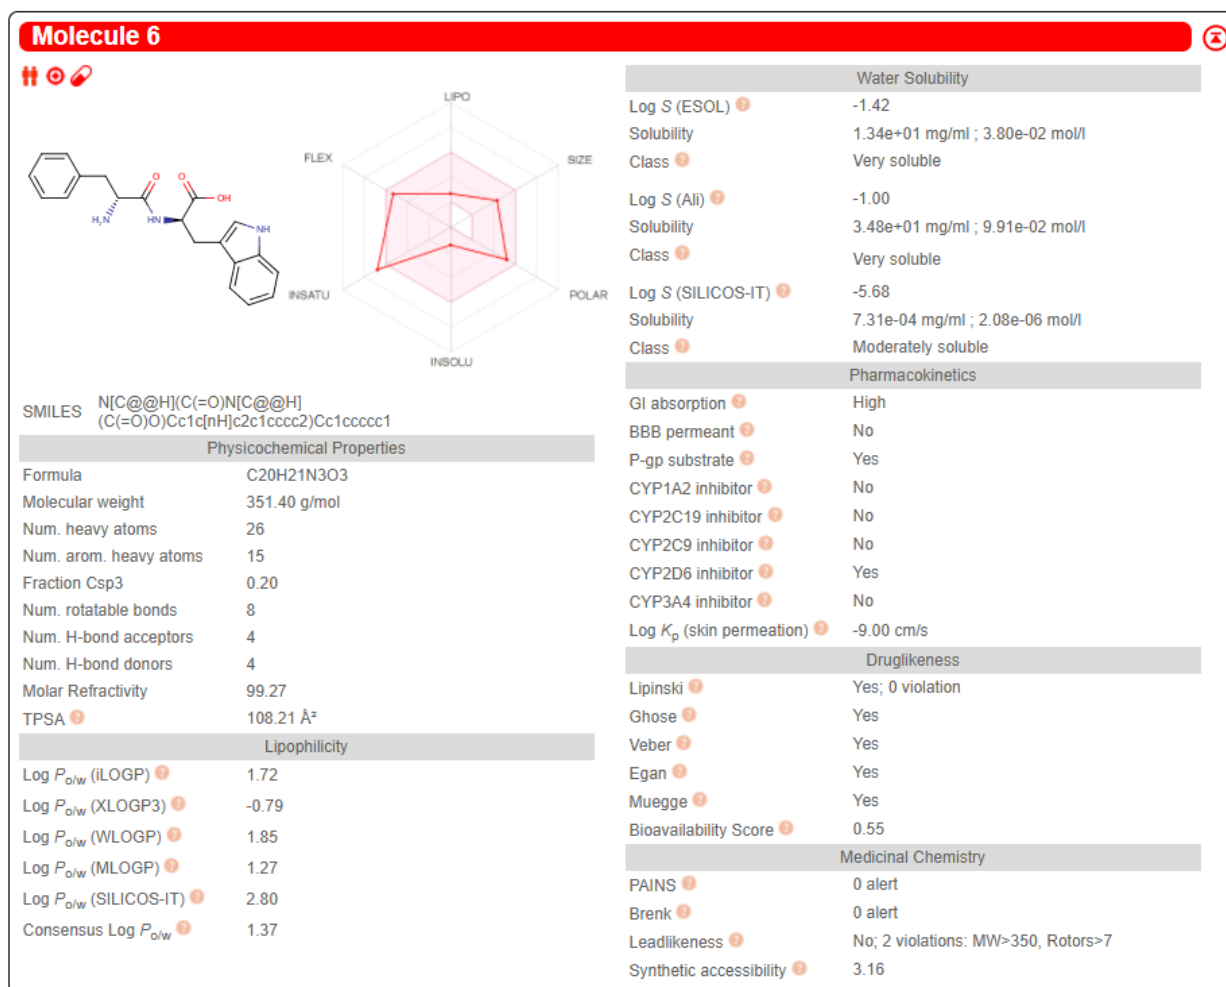 Molecule 6
LIPO
FLEX
SIZE
INSATU
POLAR
INSOLU
O
O
OH
H₂N
HN
NH
SMILES N[C@@H](C(=O)N[C@@H]
(C(=O)O)Cc1c[nH]c2c1cccc2)Cc1ccccc1
Physicochemical Properties
Formula C20H21N3O3
Molecular weight 351.40 g/mol
Num. heavy atoms 26
Num. arom. heavy atoms 15
Fraction Csp3 0.20
Num. rotatable bonds 8
Num. H-bond acceptors 4
Num. H-bond donors 4
Molar Refractivity 99.27
TPSA ? 108.21 Å²
Lipophilicity
Log Po/w (iLOGP) ? 1.72
Log Po/w (XLOGP3) ? -0.79
Log Po/w (WLOGP) ? 1.85
Log Po/w (MLOGP) ? 1.27
Log Po/w (SILICOS-IT) ? 2.80
Consensus Log Po/w ? 1.37
Water Solubility
Log S (ESOL) ? -1.42
Solubility 1.34e+01 mg/ml ; 3.80e-02 mol/l
Class ? Very soluble
Log S (Ali) ? -1.00
Solubility 3.48e+01 mg/ml ; 9.91e-02 mol/l
Class ? Very soluble
Log S (SILICOS-IT) ? -5.68
Solubility 7.31e-04 mg/ml ; 2.08e-06 mol/l
Class ? Moderately soluble
Pharmacokinetics
GI absorption ? High
BBB permeant ? No
P-gp substrate ? Yes
CYP1A2 inhibitor ? No
CYP2C19 inhibitor ? No
CYP2C9 inhibitor ? No
CYP2D6 inhibitor ? Yes
CYP3A4 inhibitor ? No
Log Kp (skin permeation) ? -9.00 cm/s
Druglikeness
Lipinski ? Yes; 0 violation
Ghose ? Yes
Veber ? Yes
Egan ? Yes
Muegge ? Yes
Bioavailability Score ? 0.55
Medicinal Chemistry
PAINS ? 0 alert
Brenk ? 0 alert
Leadlikeness ? No; 2 violations: MW>350, Rotors>7
Synthetic accessibility ? 3.16